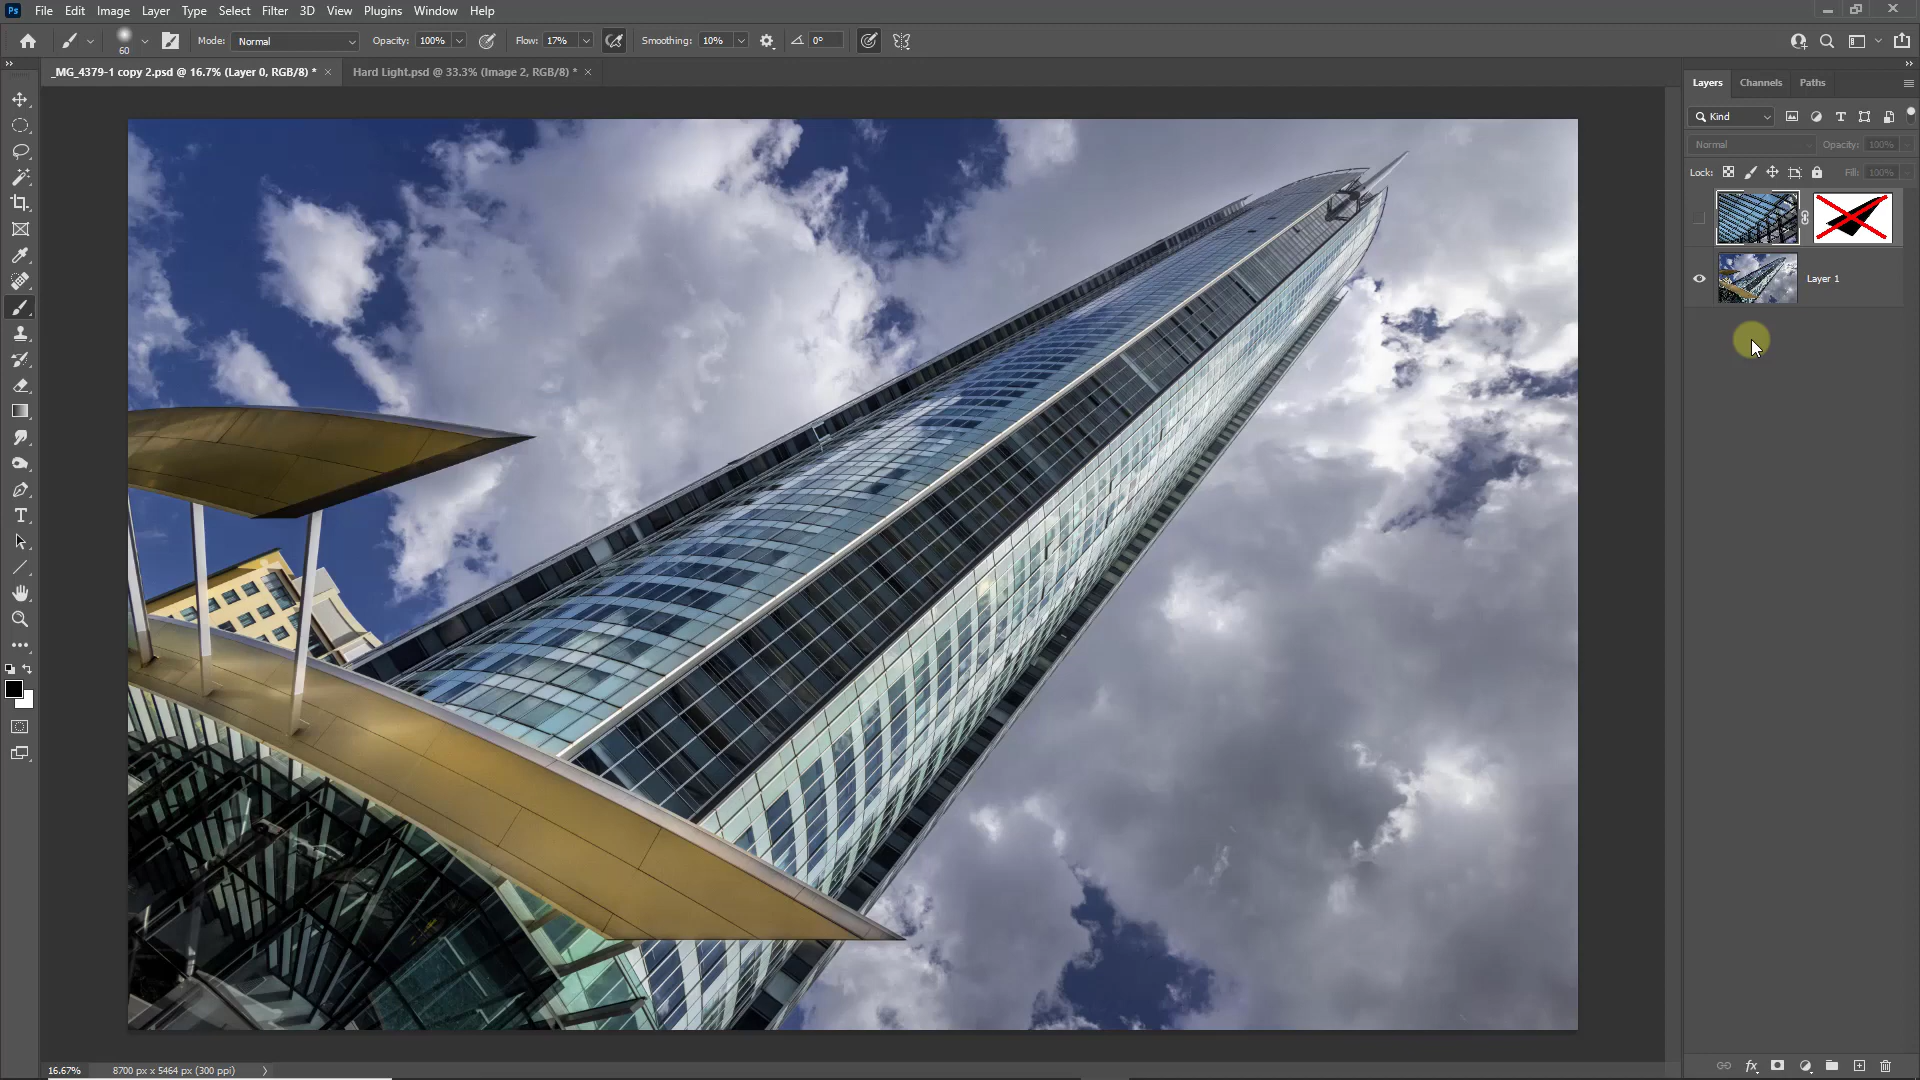 Ps File Edit Image Layer Type Select Filter 3D View Plugins Window Help
60 Mode: Normal Opacity: 100% Flow: 17% Smoothing: 10% 0°
_MG_4379-1 copy 2.psd @ 16.7% (Layer 0, RGB/8) * × Hard Light.psd @ 33.3% (Image 2, RGB/8) * ×
Layers Channels Paths
Kind
Normal Opacity: 100%
Lock: Fill: 100%
Layer 1
16.67% 8700 px x 5464 px (300 ppi)